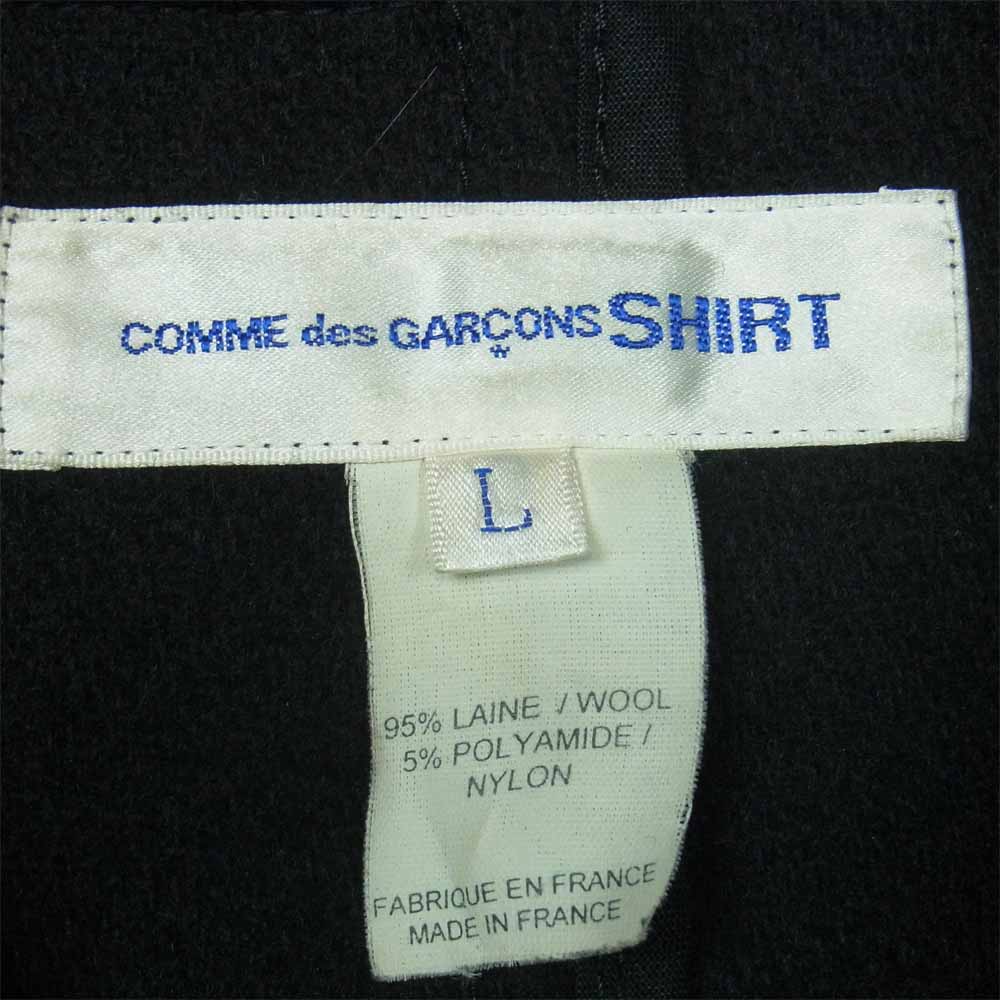 COMME des GARÇONS SHIRT
L
95% LAINE / WOOL
5% POLYAMIDE /
NYLON
FABRIQUE EN FRANCE
MADE IN FRANCE